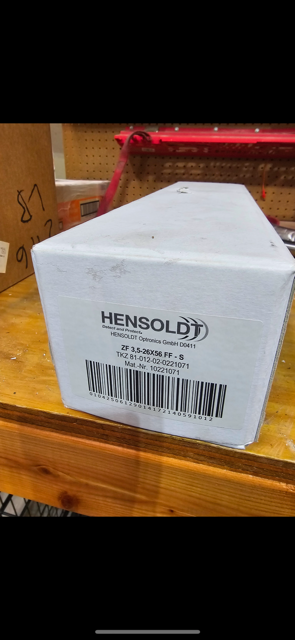 HENSOLDT
Detect and Protect.
HENSOLDT Optronics GmbH D0411
ZF 3,5-26X56 FF - S
TKZ 81-012-02-0221071
Mat.-Nr. 10221071